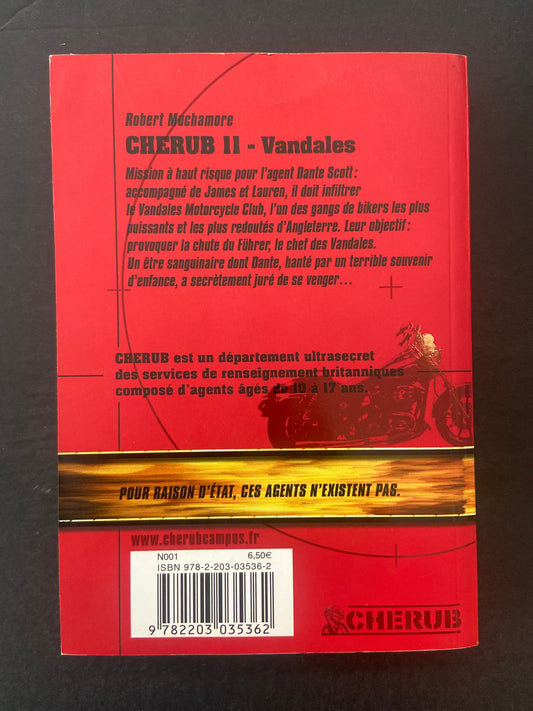 Robert Muchamore
CHERUB 11 - Vandales
Mission à haut risque pour l'agent Dante Scott :
accompagné de James et Lauren, il doit infiltrer
le Vandales Motorcycle Club, l'un des gangs de bikers les plus
puissants et les plus redoutés d'Angleterre. Leur objectif :
provoquer la chute du Führer, le chef des Vandales.
Un être sanguinaire dont Dante, hanté par un terrible souvenir
d'enfance, a secrètement juré de se venger...
CHERUB est un département ultrasecret
des services de renseignement britanniques
composé d'agents âgés de 10 à 17 ans.
POUR RAISON D'ÉTAT, CES AGENTS N'EXISTENT PAS.
www.cherubcampus.fr
N001 6,50€
ISBN 978-2-203-03536-2
9 782203 035362
CHERUB